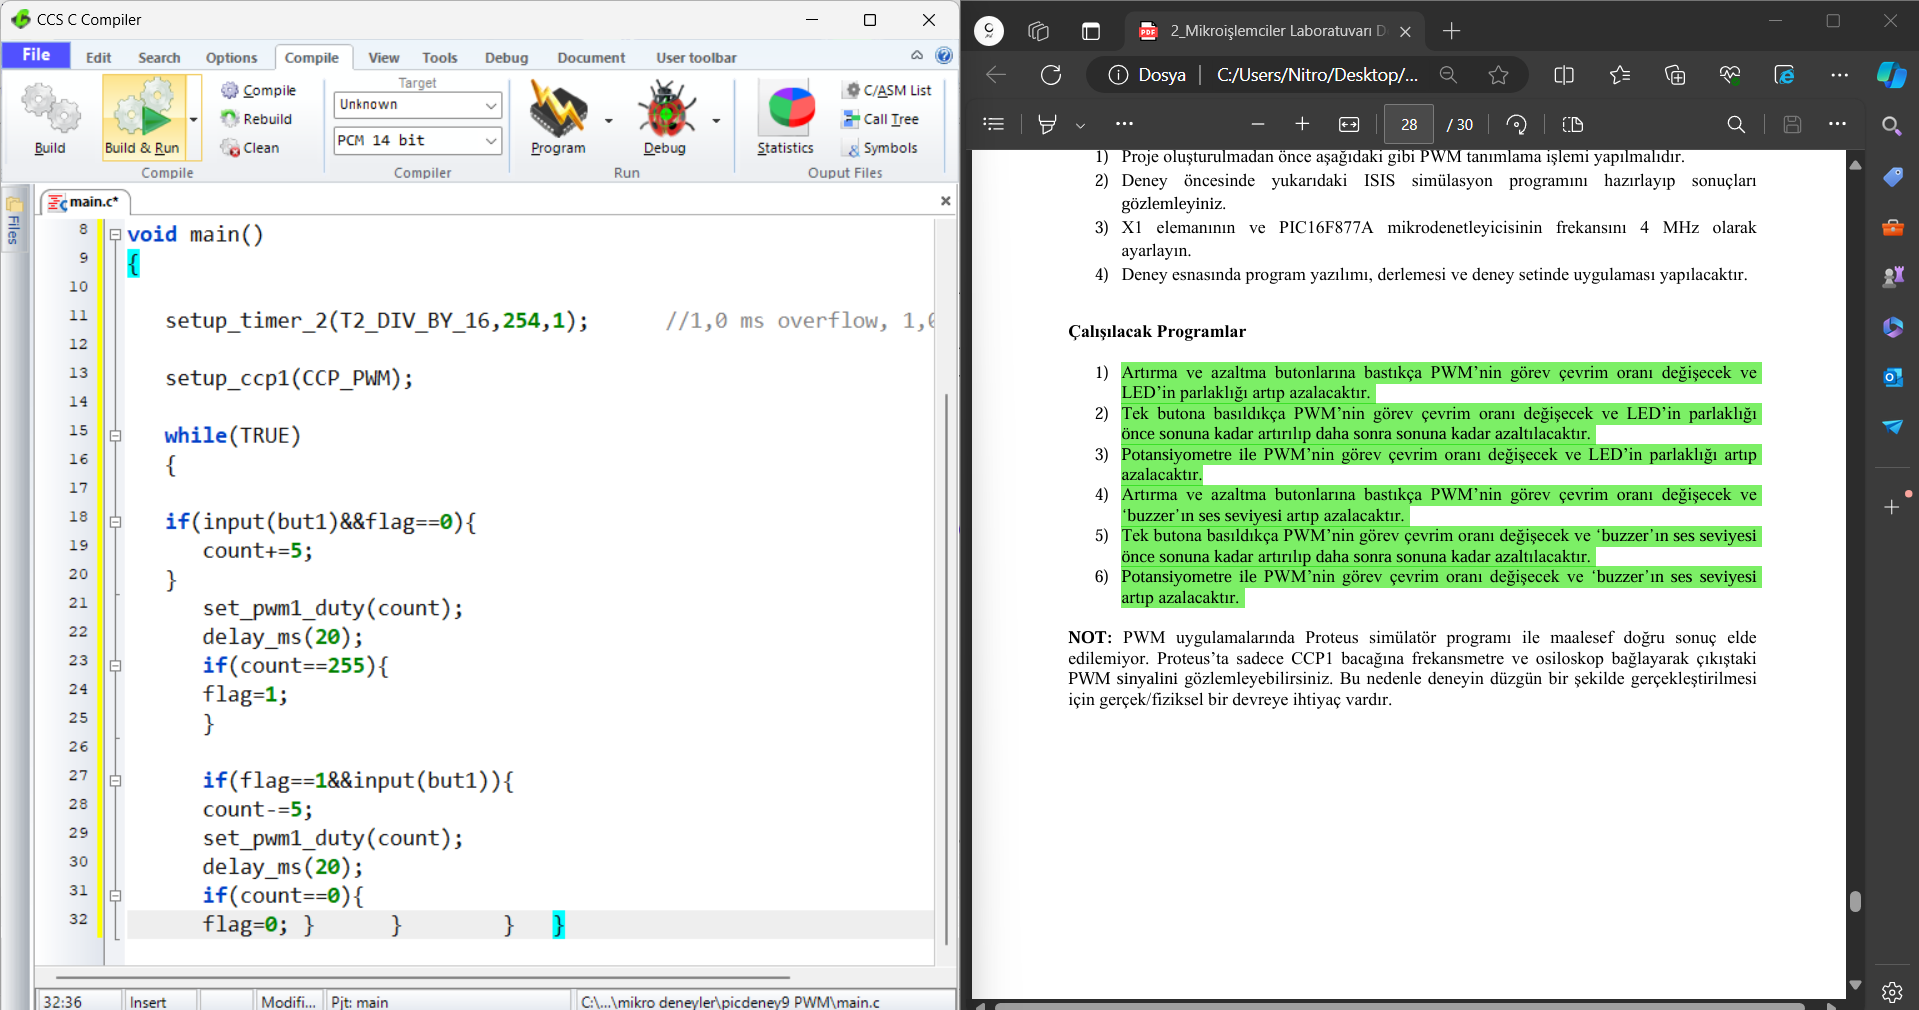 CCS C Compiler
File Edit Search Options Compile View Tools Debug Document User toolbar
Build
Build & Run
Compile
Rebuild
Clean
Compile
Target
Unknown
PCM 14 bit
Compiler
Program
Debug
Run
Statistics
C/ASM List
Call Tree
Symbols
Ouput Files
Files
main.c*
8 void main()
9 {
10
11 setup_timer_2(T2_DIV_BY_16,254,1); //1,0 ms overflow, 1,0
12
13 setup_ccp1(CCP_PWM);
14
15 while(TRUE)
16 {
17
18 if(input(but1)&&flag==0){
19 count+=5;
20 }
21 set_pwm1_duty(count);
22 delay_ms(20);
23 if(count==255){
24 flag=1;
25 }
26
27 if(flag==1&&input(but1)){
28 count-=5;
29 set_pwm1_duty(count);
30 delay_ms(20);
31 if(count==0){
32 flag=0; } } } }
32:36 Insert Modifi... Pjt: main C:\...\mikro deneyler\picdeney9 PWM\main.c
PDF 2_Mikroişlemciler Laboratuvarı D
Dosya C:/Users/Nitro/Desktop/...
28 / 30
1) Proje oluşturulmadan önce aşağıdaki gibi PWM tanımlama işlemi yapılmalıdır.
2) Deney öncesinde yukarıdaki ISIS simülasyon programını hazırlayıp sonuçları
gözlemleyiniz.
3) X1 elemanının ve PIC16F877A mikrodenetleyicisinin frekansını 4 MHz olarak
ayarlayın.
4) Deney esnasında program yazılımı, derlemesi ve deney setinde uygulaması yapılacaktır.
Çalışılacak Programlar
1) Artırma ve azaltma butonlarına bastıkça PWM’nin görev çevrim oranı değişecek ve
LED’in parlaklığı artıp azalacaktır.
2) Tek butona basıldıkça PWM’nin görev çevrim oranı değişecek ve LED’in parlaklığı
önce sonuna kadar artırılıp daha sonra sonuna kadar azaltılacaktır.
3) Potansiyometre ile PWM’nin görev çevrim oranı değişecek ve LED’in parlaklığı artıp
azalacaktır.
4) Artırma ve azaltma butonlarına bastıkça PWM’nin görev çevrim oranı değişecek ve
‘buzzer’ın ses seviyesi artıp azalacaktır.
5) Tek butona basıldıkça PWM’nin görev çevrim oranı değişecek ve ‘buzzer’ın ses seviyesi
önce sonuna kadar artırılıp daha sonra sonuna kadar azaltılacaktır.
6) Potansiyometre ile PWM’nin görev çevrim oranı değişecek ve ‘buzzer’ın ses seviyesi
artıp azalacaktır.
NOT: PWM uygulamalarında Proteus simülatör programı ile maalesef doğru sonuç elde
edilemiyor. Proteus’ta sadece CCP1 bacağına frekansmetre ve osiloskop bağlayarak çıkıştaki
PWM sinyalini gözlemleyebilirsiniz. Bu nedenle deneyin düzgün bir şekilde gerçekleştirilmesi
için gerçek/fiziksel bir devreye ihtiyaç vardır.